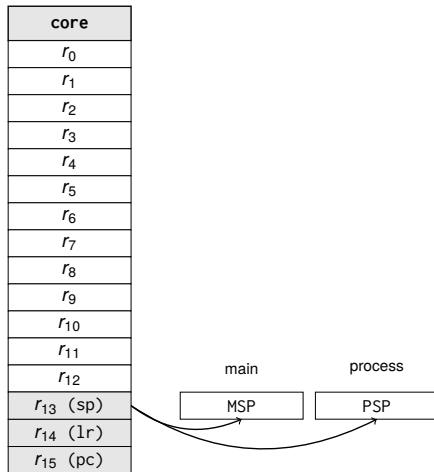 core
r0
r1
r2
r3
r4
r5
r6
r7
r8
r9
r10
r11
r12
main process
r13 (sp) MSP PSP
r14 (lr)
r15 (pc)